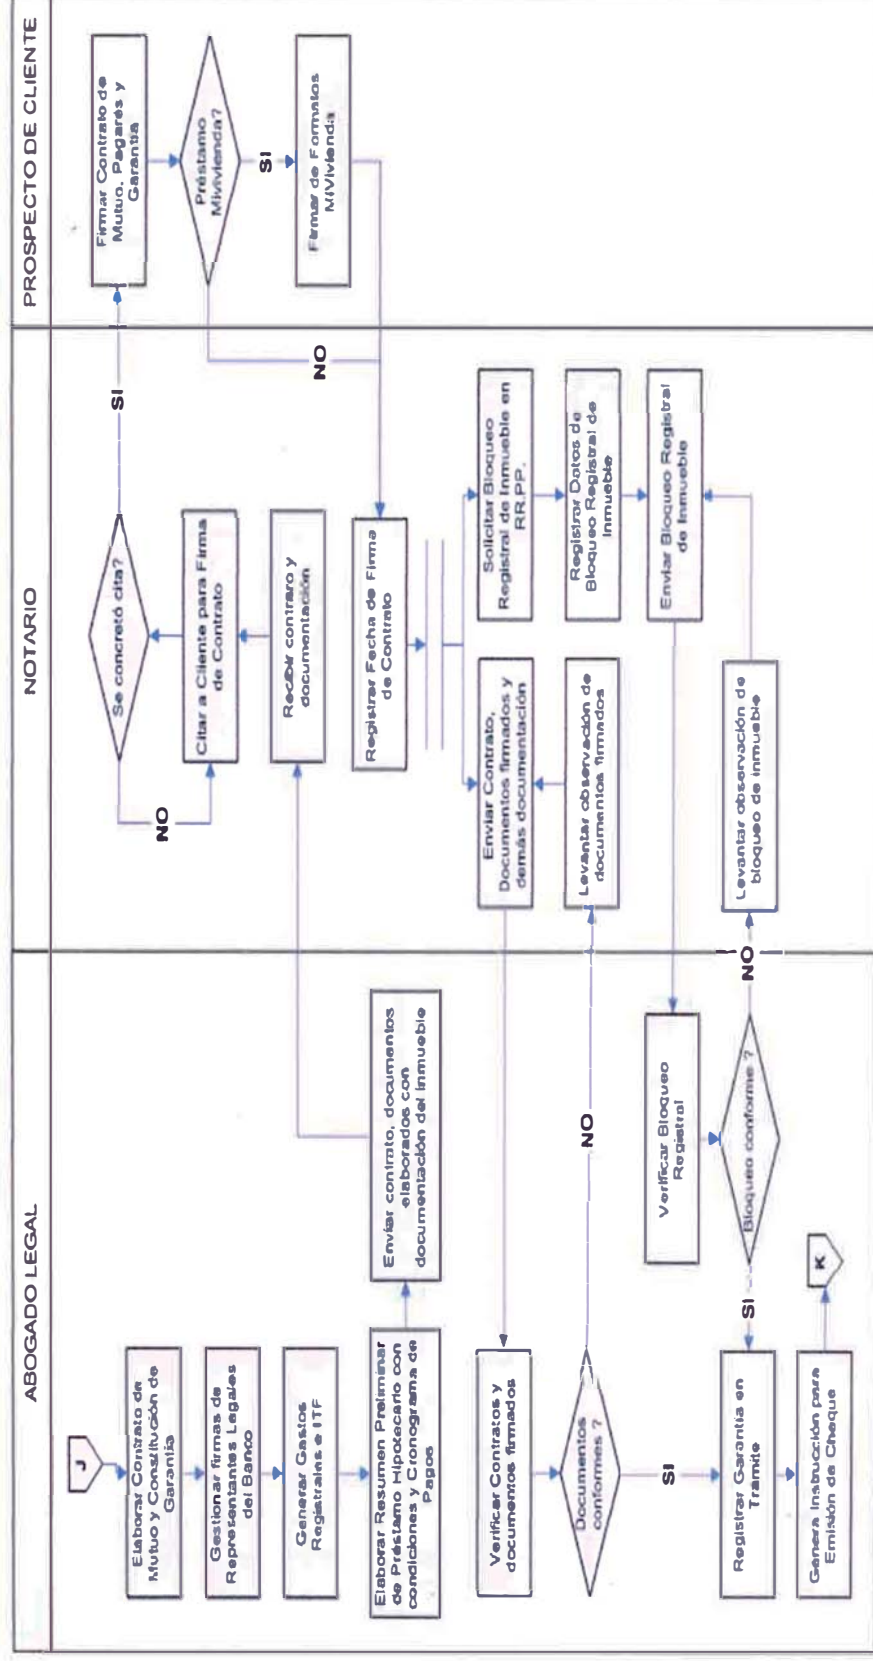 ABOGADO LEGAL
NOTARIO
PROSPECTO DE CLIENTE
J
Elaborar Contrato de
Mutuo y Constitución de
Garantía
Gestionar firmas de
Representantes Legales
del Banco
Generar Gastos
Registrales e ITF
Elaborar Resumen Preliminar
de Préstamo Hipotecario con
condiciones y Cronograma de
Pagos
Enviar contrato, documentos
elaborados con
documentación del inmueble
Recibir contrato y
documentación
Citar a Cliente para Firma
de Contrato
Se concretó cita?
NO
SI
Firmar Contrato de
Mutuo, Pagarés y
Garantía
Préstamo
Mivivienda?
SI
NO
Firmar de Formatos
MiVivienda
Registrar Fecha de Firma
de Contrato
Enviar Contrato,
Documentos firmados y
demás documentación
Solicitar Bloqueo
Registral de Inmueble en
RR.PP.
Registrar Datos de
Bloqueo Registral de
Inmueble
Enviar Bloqueo Registral
de Inmueble
Levantar observación de
documentos firmados
Levantar observación de
bloqueo de inmueble
Verificar Contratos y
documentos firmados
Documentos
conformes ?
NO
SI
Verificar Bloqueo
Registral
Bloqueo conforme ?
NO
SI
Registrar Garantía en
Trámite
Genera Instrucción para
Emisión de Cheque
K